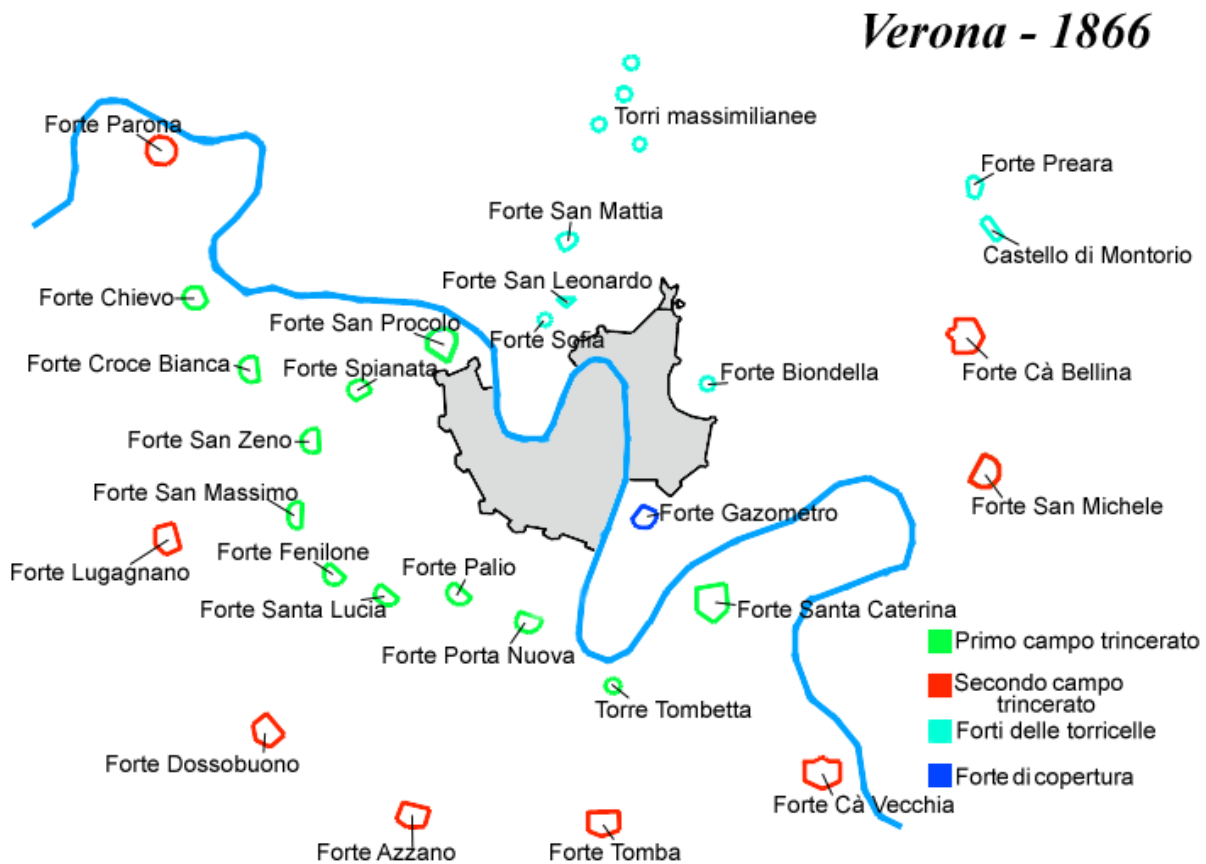 Verona - 1866
Torri massimilianee
Forte Parona
Forte Preara
Forte San Mattia
Castello di Montorio
Forte San Leonardo
Forte Chievo
Forte San Procolo
Forte Sofia
Forte Croce Bianca
Forte Spianata
Forte Biondella
Forte Cà Bellina
Forte San Zeno
Forte San Massimo
Forte San Michele
Forte Gazometro
Forte Fenilone
Forte Palio
Forte Lugagnano
Forte Santa Lucia
Forte Santa Caterina
Forte Porta Nuova
Torre Tombetta
Primo campo trincerato
Secondo campo
trincerato
Forti delle torricelle
Forte di copertura
Forte Dossobuono
Forte Cà Vecchia
Forte Azzano
Forte Tomba